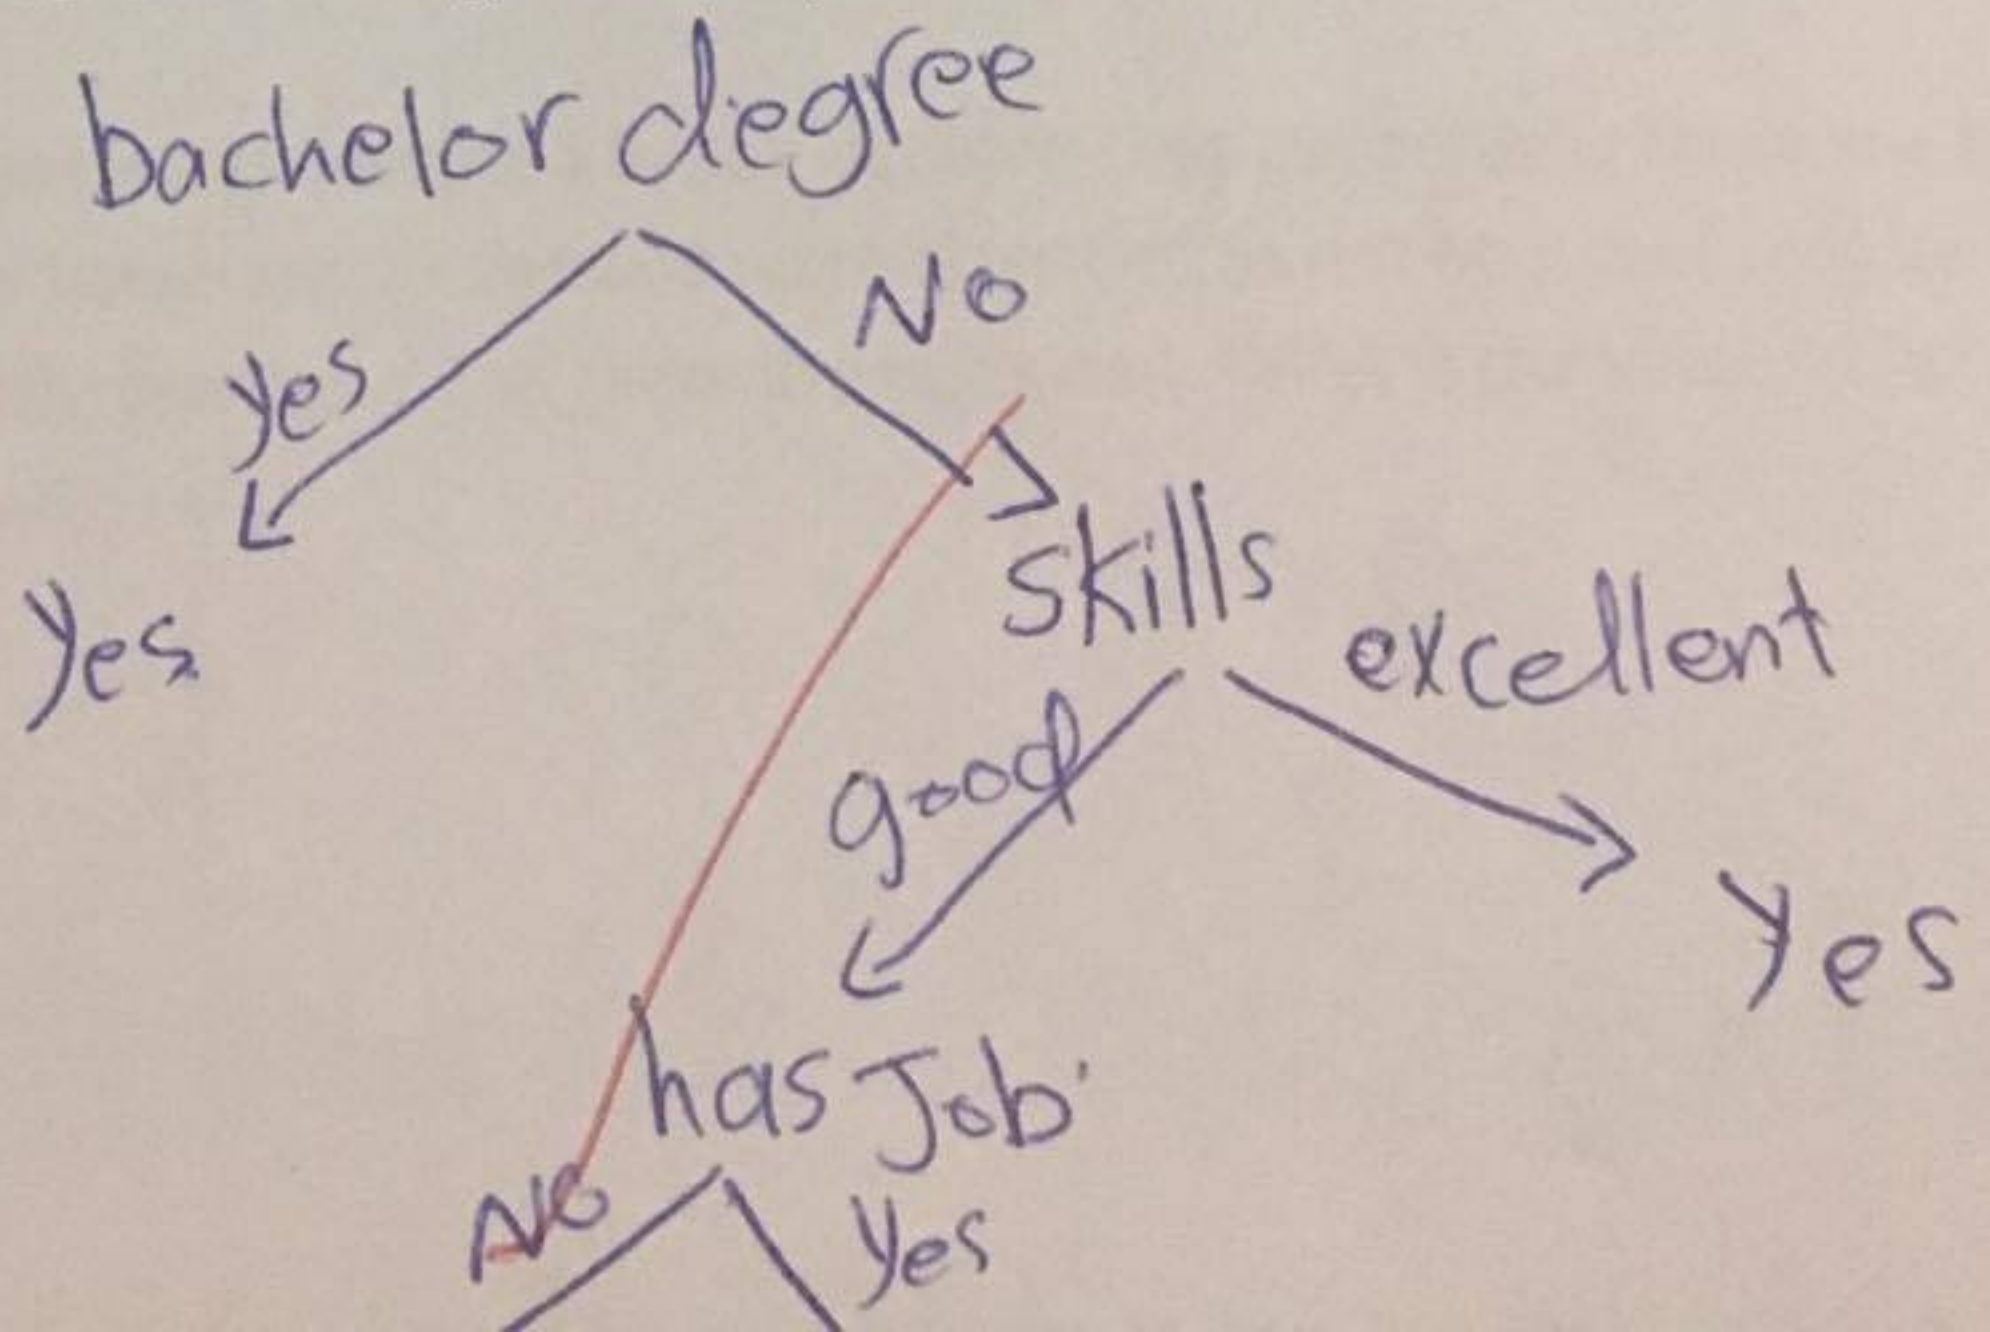 bachelor degree
NO
yes
skills
Yes
excellent
good
Yes
has Job
NO
Yes